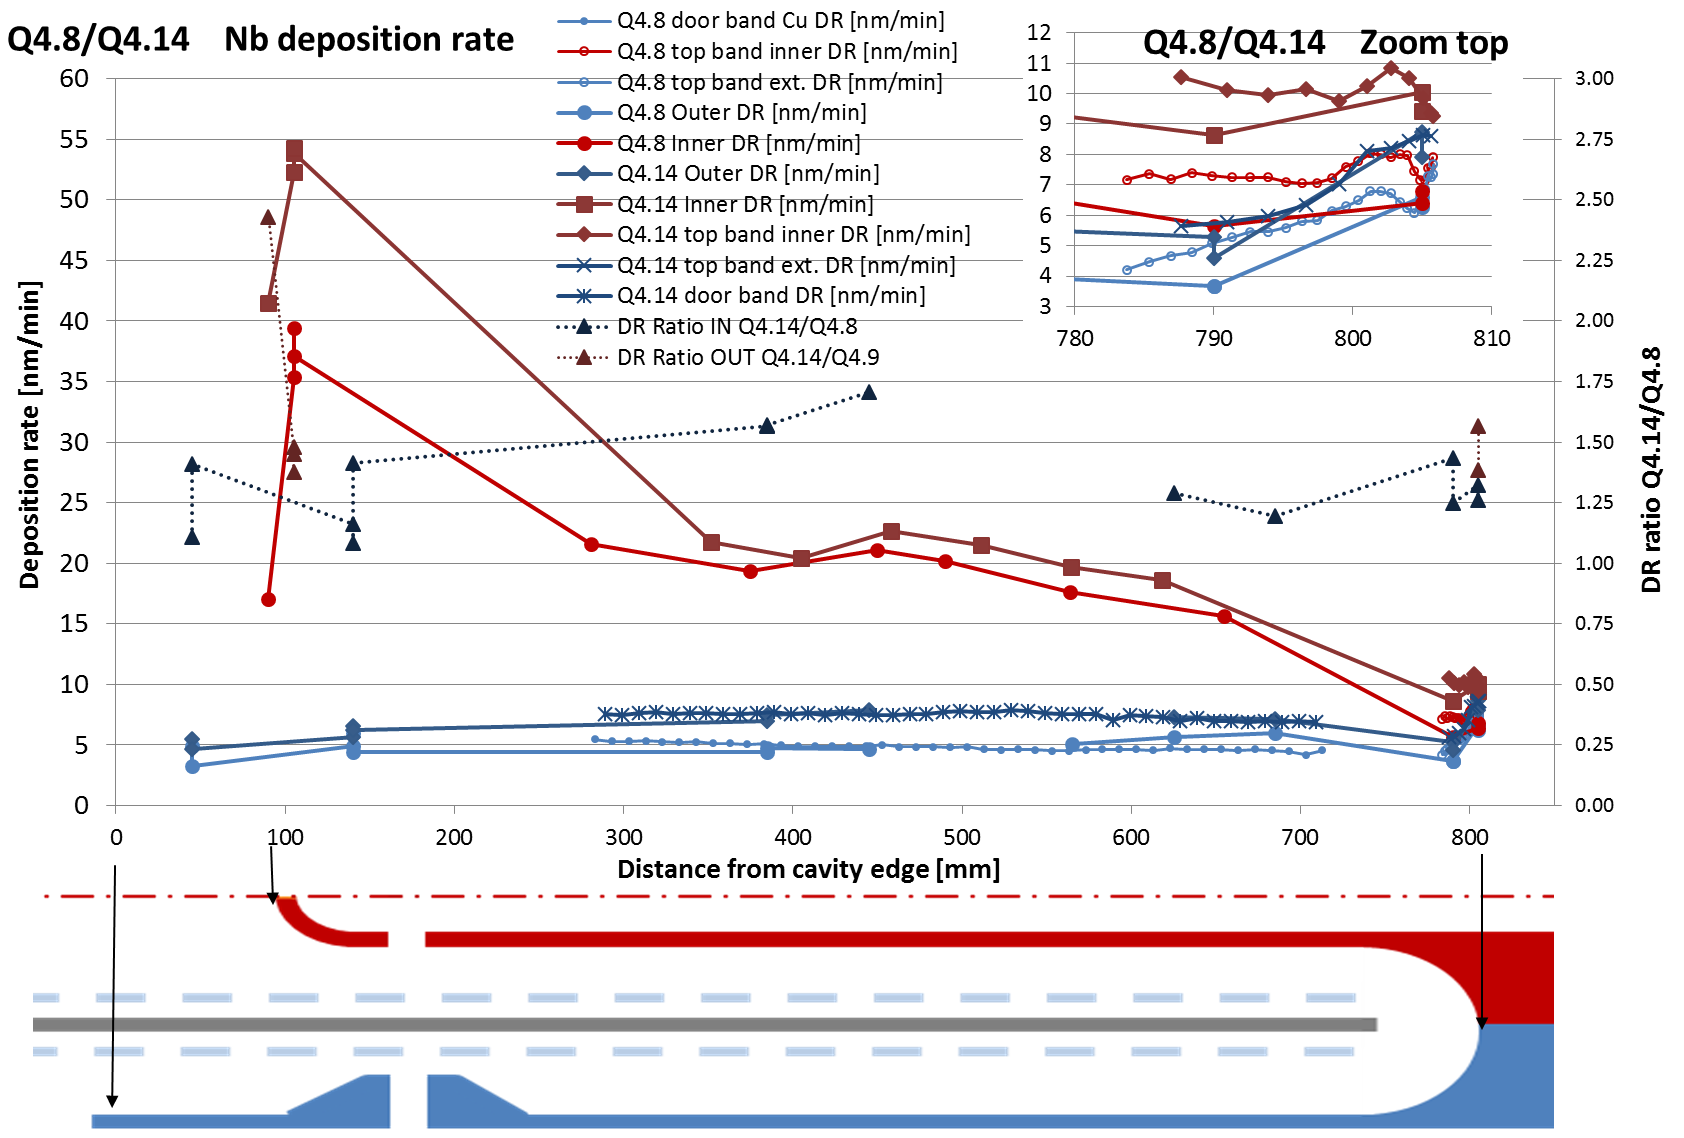 Q4.8/Q4.14 Nb deposition rate
Q4.8 door band Cu DR [nm/min]
Q4.8 top band inner DR [nm/min]
Q4.8 top band ext. DR [nm/min]
Q4.8 Outer DR [nm/min]
Q4.8 Inner DR [nm/min]
Q4.14 Outer DR [nm/min]
Q4.14 Inner DR [nm/min]
Q4.14 top band inner DR [nm/min]
Q4.14 top band ext. DR [nm/min]
Q4.14 door band DR [nm/min]
DR Ratio IN Q4.14/Q4.8
DR Ratio OUT Q4.14/Q4.9
Q4.8/Q4.14 Zoom top
12
11
10
9
8
7
6
5
4
3
780 790 800 810
Deposition rate [nm/min]
60
55
50
45
40
35
30
25
20
15
10
5
0
3.00
2.75
2.50
2.25
2.00
1.75
1.50
1.25
1.00
0.75
0.50
0.25
0.00
DR ratio Q4.14/Q4.8
0 100 200 300 400 500 600 700 800
Distance from cavity edge [mm]